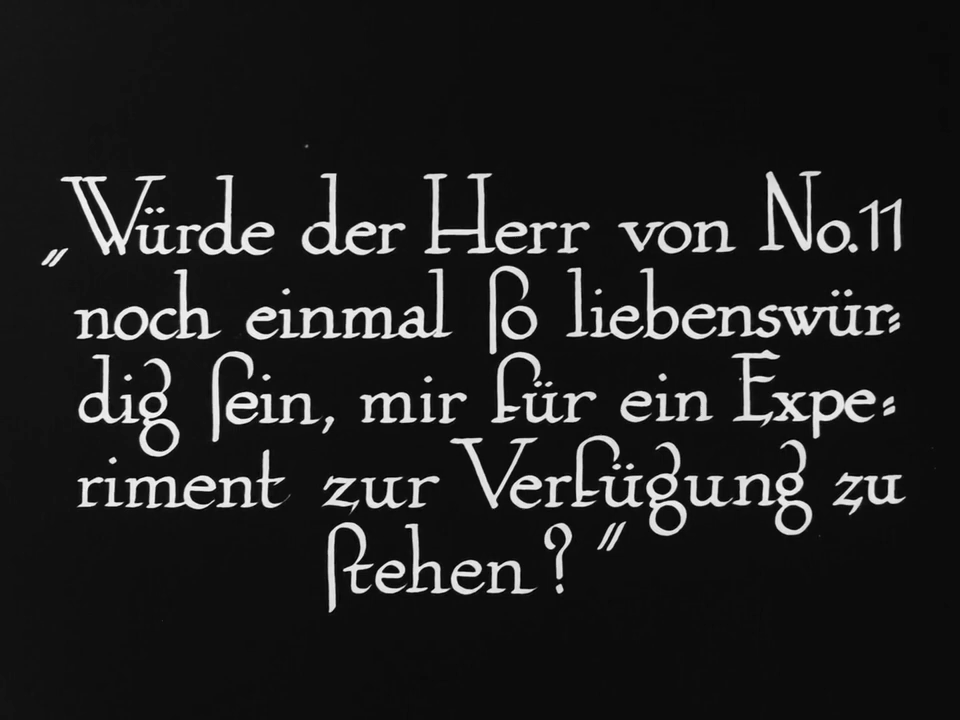 „Würde der Herr von No. 11
noch einmal ſo liebenswür⸗
dig ſein, mir für ein Expe⸗
riment zur Verfügung zu
ſtehen?"